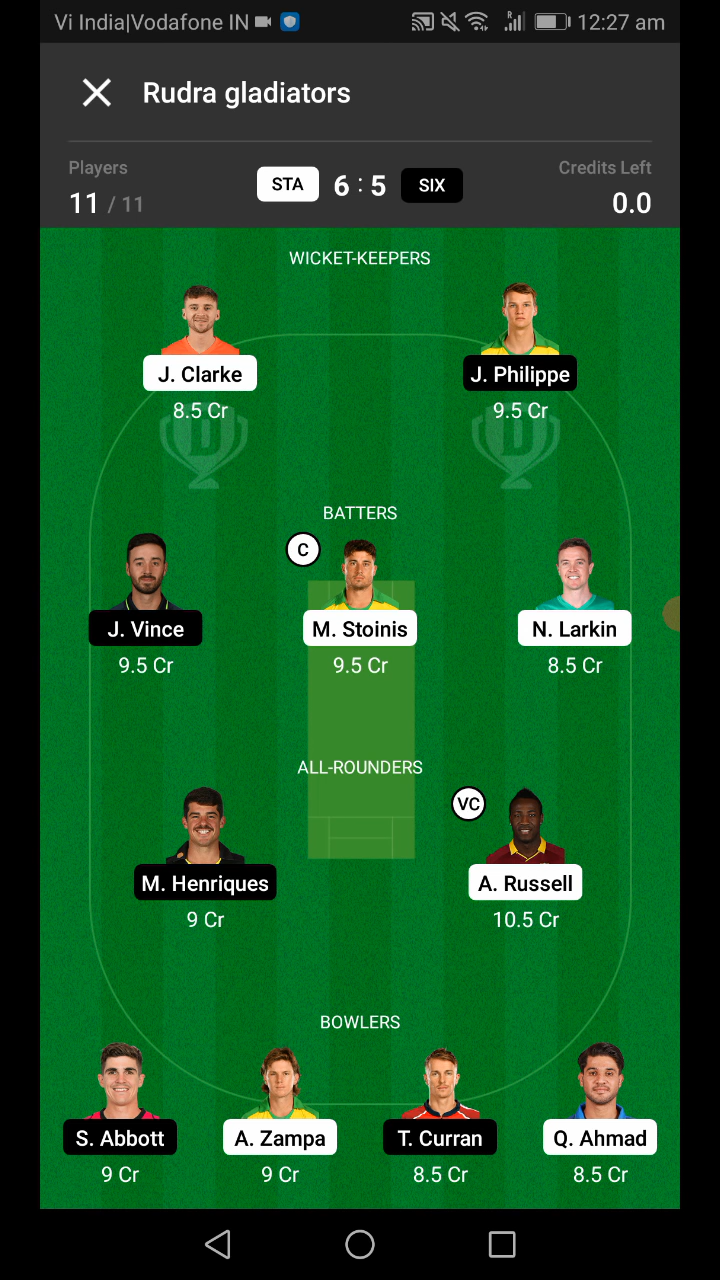 Vi India|Vodafone IN 12:27 am
Rudra gladiators
Players Credits Left
11 / 11 STA 6 : 5 SIX 0.0
WICKET-KEEPERS
J. Clarke J. Philippe
8.5 Cr 9.5 Cr
BATTERS
C
J. Vince M. Stoinis N. Larkin
9.5 Cr 9.5 Cr 8.5 Cr
ALL-ROUNDERS
VC
M. Henriques A. Russell
9 Cr 10.5 Cr
BOWLERS
S. Abbott A. Zampa T. Curran Q. Ahmad
9 Cr 9 Cr 8.5 Cr 8.5 Cr